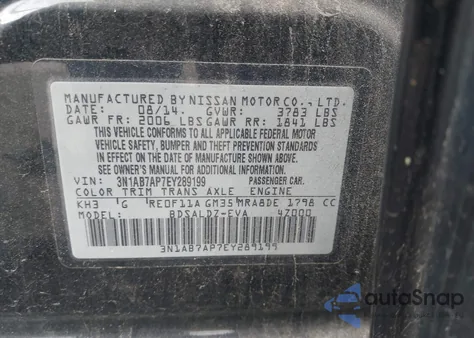 MANUFACTURED BY NISSAN MOTOR CO., LTD.
DATE: 08/14. GVWR: 3783 LBS
GAWR FR: 2006 LBS GAWR RR: 1841 LBS
THIS VEHICLE CONFORMS TO ALL APPLICABLE FEDERAL MOTOR
VEHICLE SAFETY, BUMPER AND THEFT PREVENTION STANDARDS
IN EFFECT ON THE DATE OF MANUFACTURE SHOWN ABOVE.
SEE OWNER'S MANUAL FOR ADDITIONAL INFORMATION.
VIN: 3N1AB7AP7EY289199 PASSENGER CAR.
COLOR TRIM TRANS AXLE ENGINE
KH3 G RE0F11A GM35 MRA8DE 1798 CC
BDSALDZ-EVA 47000
3N1AB7AP7EY289199
autoSnap